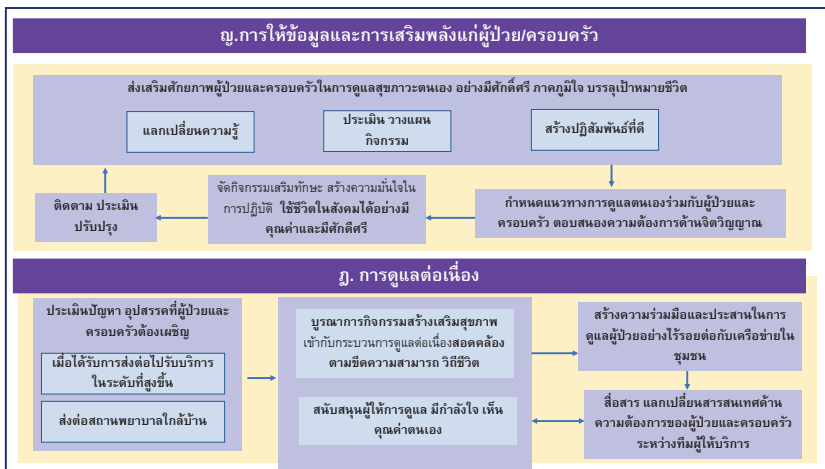 ญ.การให้ข้อมูลและการเสริมพลังแก่ผู้ป่วย/ครอบครัว
ส่งเสริมศักยภาพผู้ป่วยและครอบครัวในการดูแลสุขภาวะตนเอง อย่างมีศักดิ์ศรี ภาคภูมิใจ บรรลุเป้าหมายชีวิต
แลกเปลี่ยนความรู้
ประเมิน วางแผน
กิจกรรม
สร้างปฏิสัมพันธ์ที่ดี
ติดตาม ประเมิน
ปรับปรุง
จัดกิจกรรมเสริมทักษะ สร้างความมั่นใจใน
การปฏิบัติ ใช้ชีวิตในสังคมได้อย่างมี
คุณค่าและมีศักดิ์ศรี
กำหนดแนวทางการดูแลตนเองร่วมกับผู้ป่วยและ
ครอบครัว ตอบสนองความต้องการด้านจิตวิญญาณ
ฎ. การดูแลต่อเนื่อง
ประเมินปัญหา อุปสรรคที่ผู้ป่วยและ
ครอบครัวต้องเผชิญ
เมื่อได้รับการส่งต่อไปรับบริการ
ในระดับที่สูงขึ้น
ส่งต่อสถานพยาบาลใกล้บ้าน
บูรณาการกิจกรรมสร้างเสริมสุขภาพ
เข้ากับกระบวนการดูแลต่อเนื่องสอดคล้อง
ตามขีดความสามารถ วิถีชีวิต
สนับสนุนผู้ให้การดูแล มีกำลังใจ เห็น
คุณค่าตนเอง
สร้างความร่วมมือและประสานในการ
ดูแลผู้ป่วยอย่างไร้รอยต่อกับเครือข่ายใน
ชุมชน
สื่อสาร แลกเปลี่ยนสารสนเทศด้าน
ความต้องการของผู้ป่วยและครอบครัว
ระหว่างทีมผู้ให้บริการ